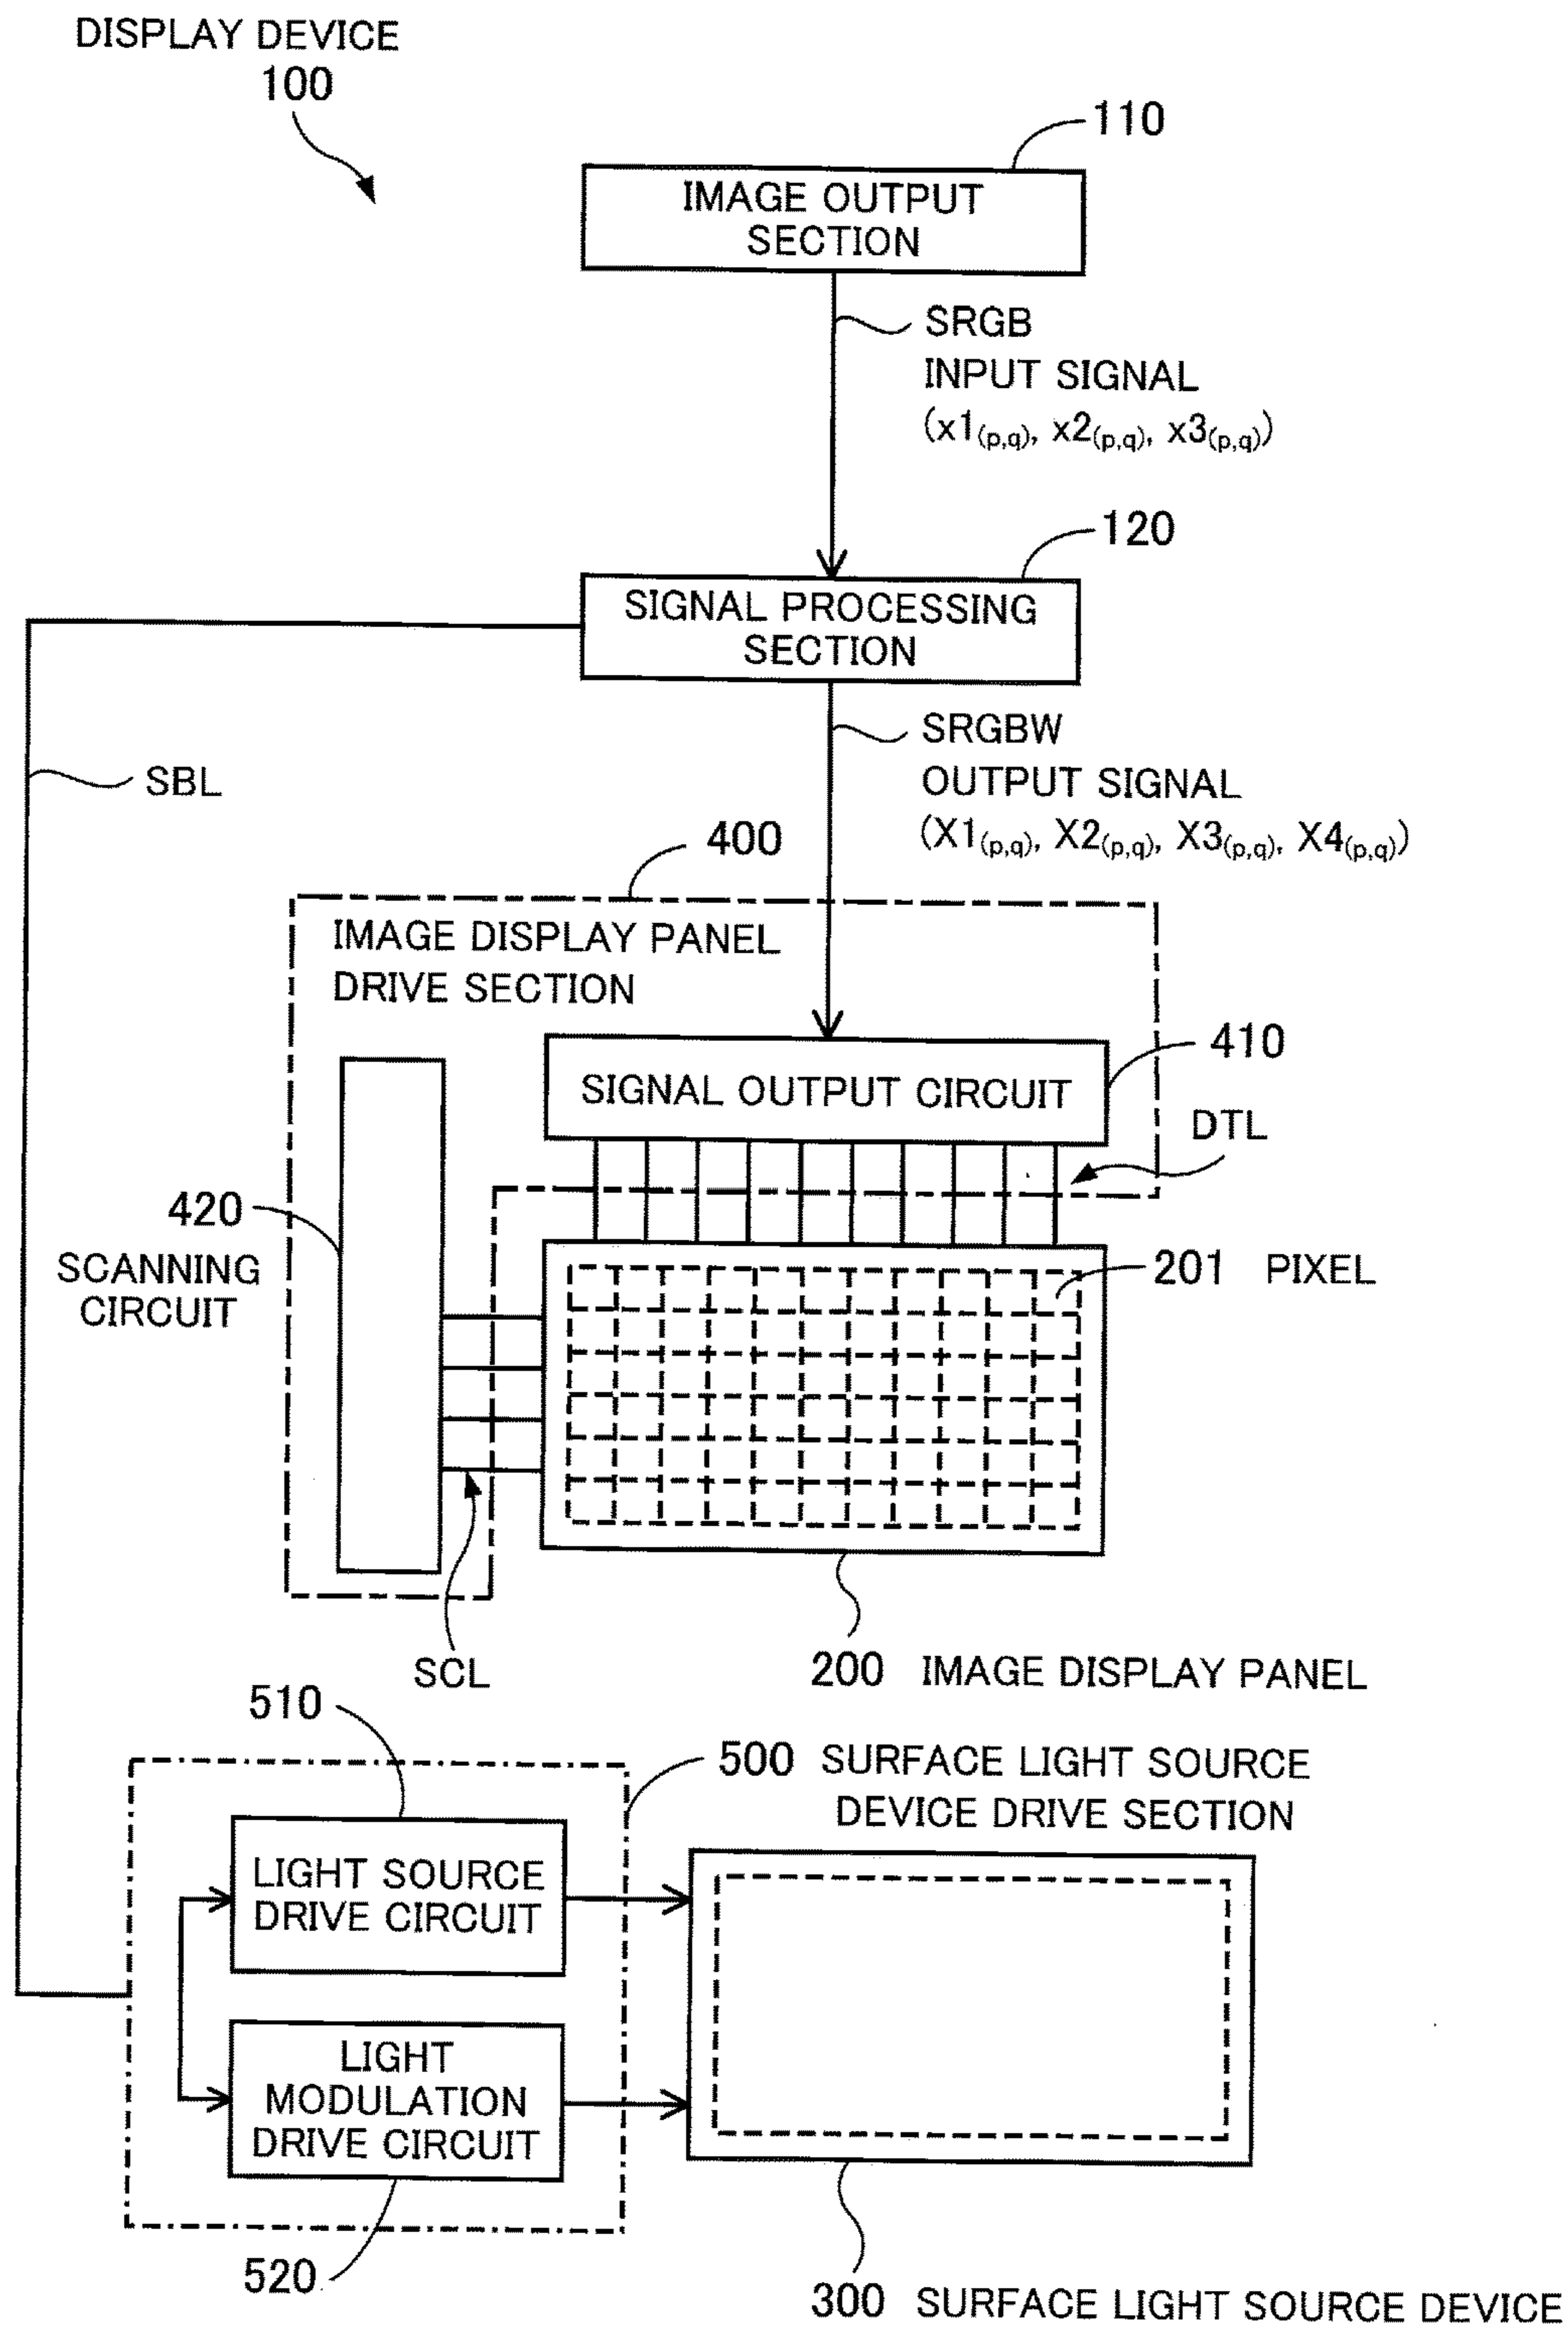 DISPLAY DEVICE
100
110
IMAGE OUTPUT
SECTION
SRGB
INPUT SIGNAL
(x1(p,q), x2(p,q), x3(p,q))
120
SIGNAL PROCESSING
SECTION
SRGBW
OUTPUT SIGNAL
(X1(p,q), X2(p,q), X3(p,q), X4(p,q))
SBL
400
IMAGE DISPLAY PANEL
DRIVE SECTION
410
SIGNAL OUTPUT CIRCUIT
DTL
420
SCANNING
CIRCUIT
201 PIXEL
SCL
200 IMAGE DISPLAY PANEL
510
500 SURFACE LIGHT SOURCE
DEVICE DRIVE SECTION
LIGHT SOURCE
DRIVE CIRCUIT
LIGHT
MODULATION
DRIVE CIRCUIT
520
300 SURFACE LIGHT SOURCE DEVICE